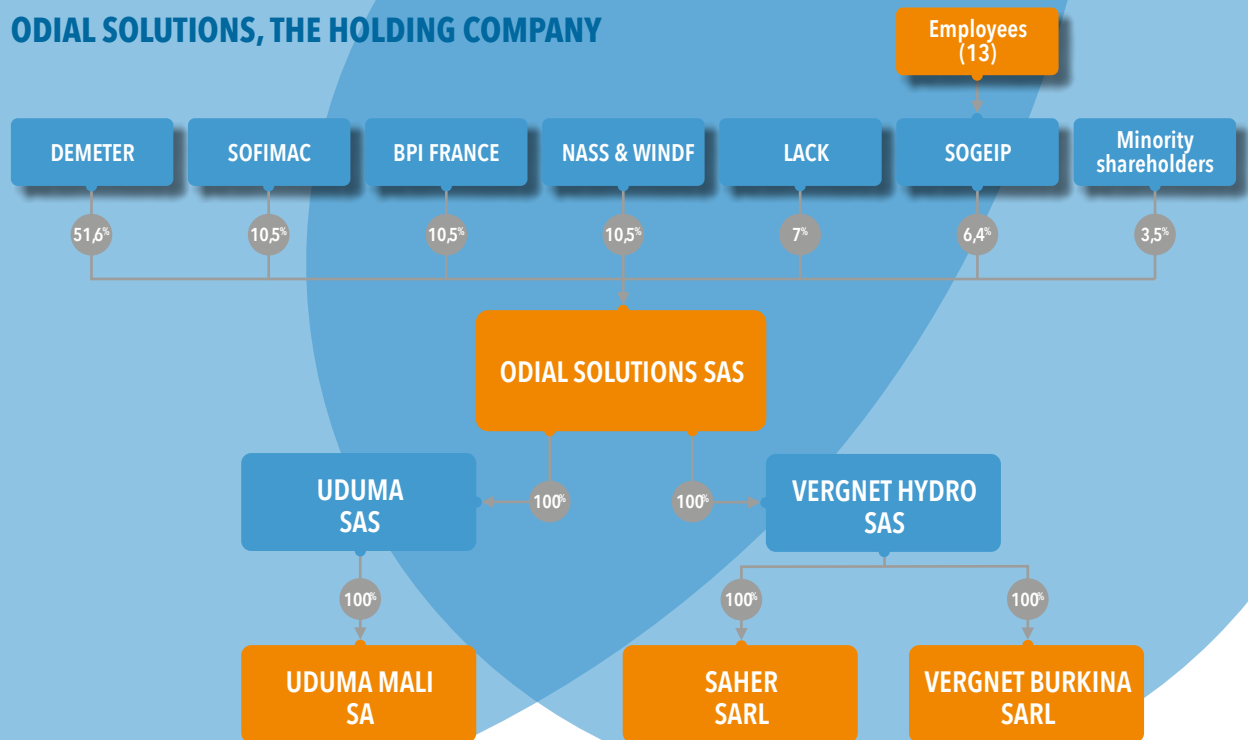 ODIAL SOLUTIONS, THE HOLDING COMPANY
Employees
(13)
DEMETER
SOFIMAC
BPI FRANCE
NASS & WINDF
LACK
SOGEIP
Minority
shareholders
51,6%
10,5%
10,5%
10,5%
7%
6,4%
3,5%
ODIAL SOLUTIONS SAS
UDUMA
SAS
100%
100%
VERGNET HYDRO
SAS
100%
100%
100%
UDUMA MALI
SA
SAHER
SARL
VERGNET BURKINA
SARL